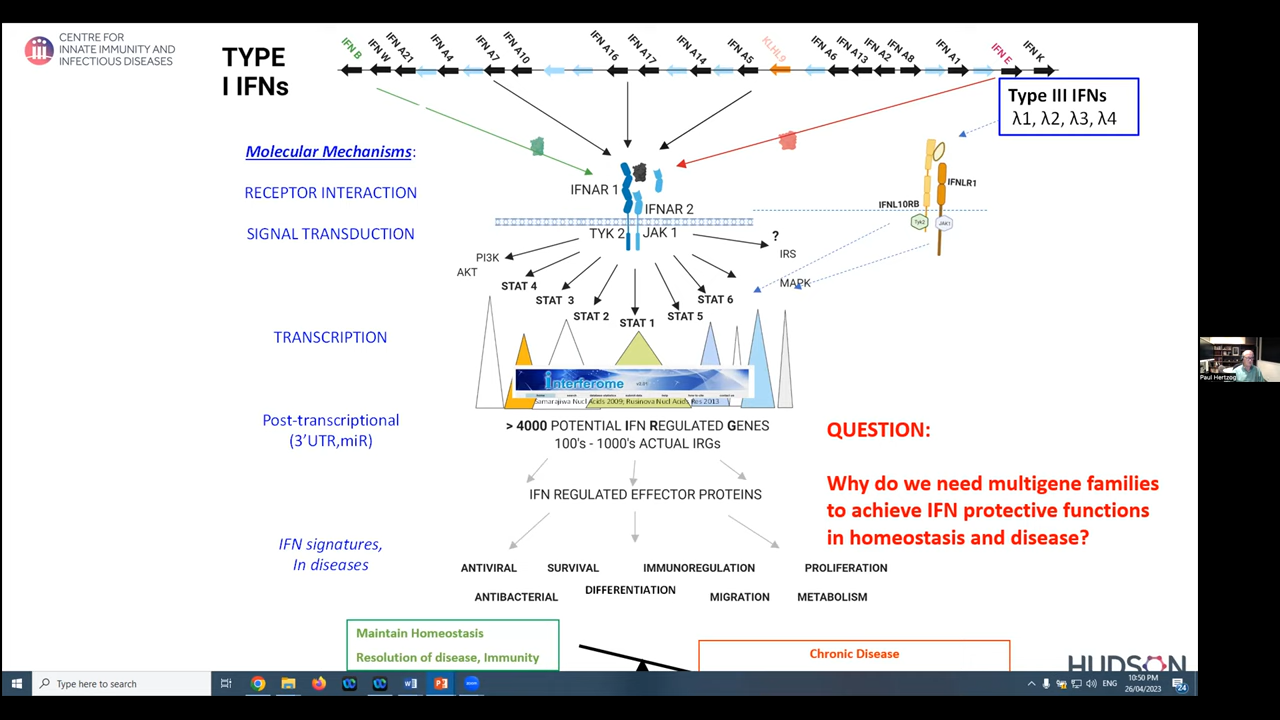 CENTRE FOR
INNATE IMMUNITY AND
INFECTIOUS DISEASES
TYPE
I IFNs
IFN B
IFN W
IFN A21
IFN A4
IFN A7
IFN A10
IFN A16
IFN A17
IFN A14
IFN A5
KLHL9
IFN A6
IFN A13
IFN A2
IFN A8
IFN A1
IFN E
IFN K
Type III IFNs
λ1, λ2, λ3, λ4
Molecular Mechanisms:
RECEPTOR INTERACTION
SIGNAL TRANSDUCTION
IFNAR 1
IFNAR 2
TYK 2
JAK 1
IFNLR1
IFNL10RB
Tyk2
JAK1
?
IRS
MAPK
PI3K
AKT
STAT 4
STAT 3
STAT 2
STAT 1
STAT 5
STAT 6
TRANSCRIPTION
interferome v2.01
Samarajiwa Nucl Acids 2009; Rusinova Nucl Acids Res 2013
Post-transcriptional
(3’UTR,miR)
> 4000 POTENTIAL IFN REGULATED GENES
100's - 1000's ACTUAL IRGs
IFN REGULATED EFFECTOR PROTEINS
QUESTION:
Why do we need multigene families
to achieve IFN protective functions
in homeostasis and disease?
IFN signatures,
In diseases
ANTIVIRAL
SURVIVAL
IMMUNOREGULATION
PROLIFERATION
ANTIBACTERIAL
DIFFERENTIATION
MIGRATION
METABOLISM
Maintain Homeostasis
Resolution of disease, Immunity
Chronic Disease
HUDSON
Paul Hertzog
Type here to search
ENG
10:50 PM
26/04/2023
24